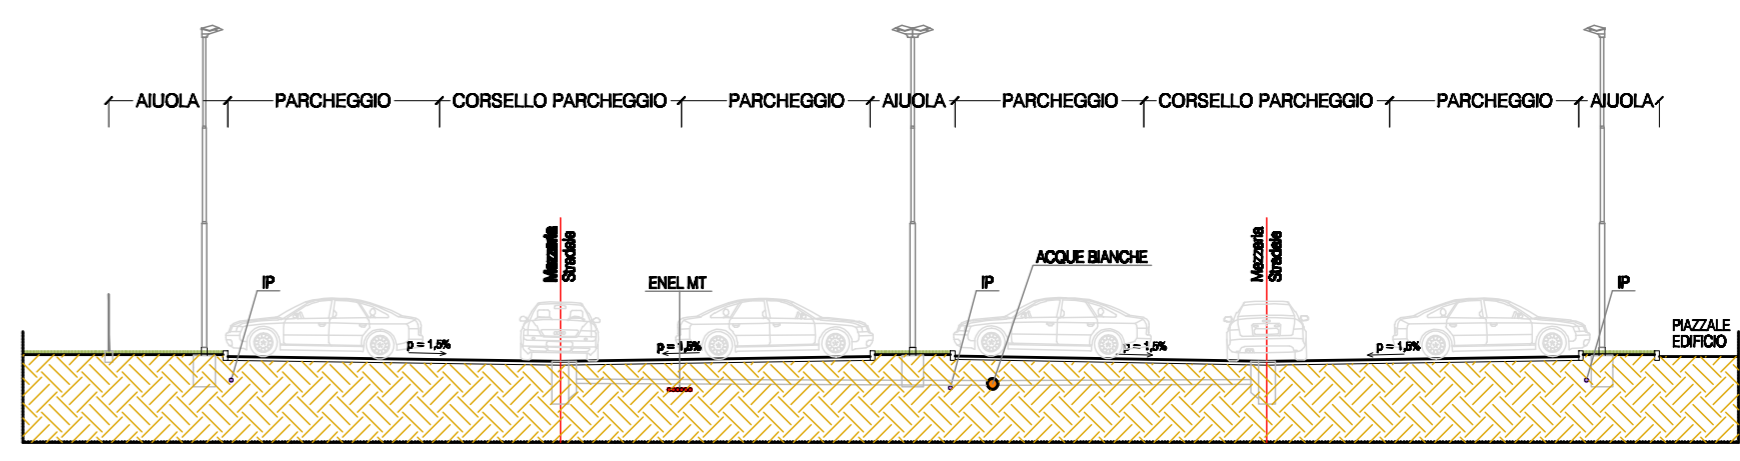 AIUOLA PARCHEGGIO CORSELLO PARCHEGGIO PARCHEGGIO AIUOLA PARCHEGGIO CORSELLO PARCHEGGIO PARCHEGGIO AIUOLA
Mezzeria
Stradale
Mezzeria
Stradale
ACQUE BIANCHE
IP
ENEL MT
IP
IP
PIAZZALE
EDIFICIO
p = 1,5%
p = 1,5%
p = 1,5%
p = 1,5%